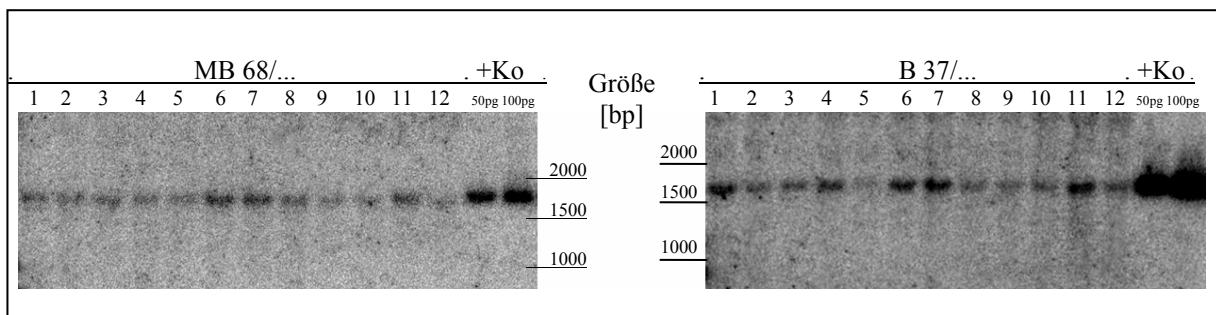 MB 68/...
. +Ko .
1 2 3 4 5 6 7 8 9 10 11 12 50pg 100pg
2000
1500
1000
Größe
[bp]
B 37/...
. +Ko .
1 2 3 4 5 6 7 8 9 10 11 12 50pg 100pg
2000
1500
1000